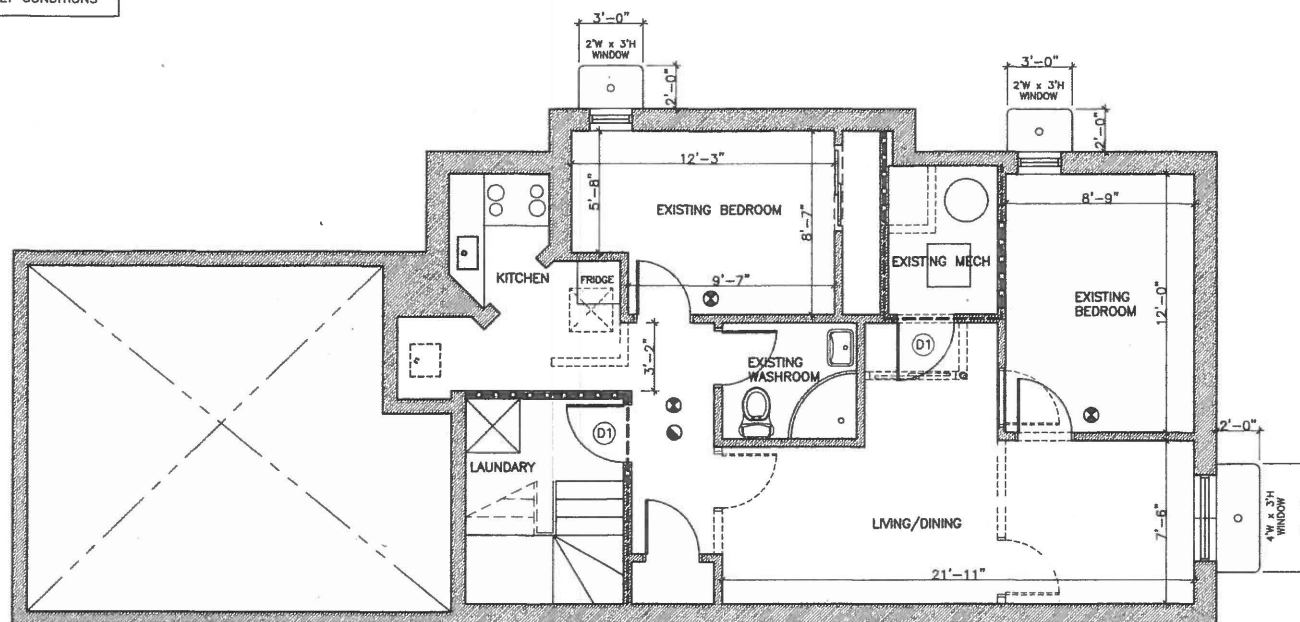 CONDITIONS
3'-0"
2'W x 3'H
WINDOW
2'-0"
3'-0"
2'W x 3'H
WINDOW
2'-0"
12'-3"
5'-8"
EXISTING BEDROOM
8'-7"
8'-9"
KITCHEN
FRIDGE
9'-7"
EXISTING MECH
EXISTING
BEDROOM
12'-0"
3'-2"
EXISTING
WASHROOM
D1
D1
LAUNDARY
2'-0"
LIVING/DINING
7'-6"
4'W x 3'H
WINDOW
21'-11"